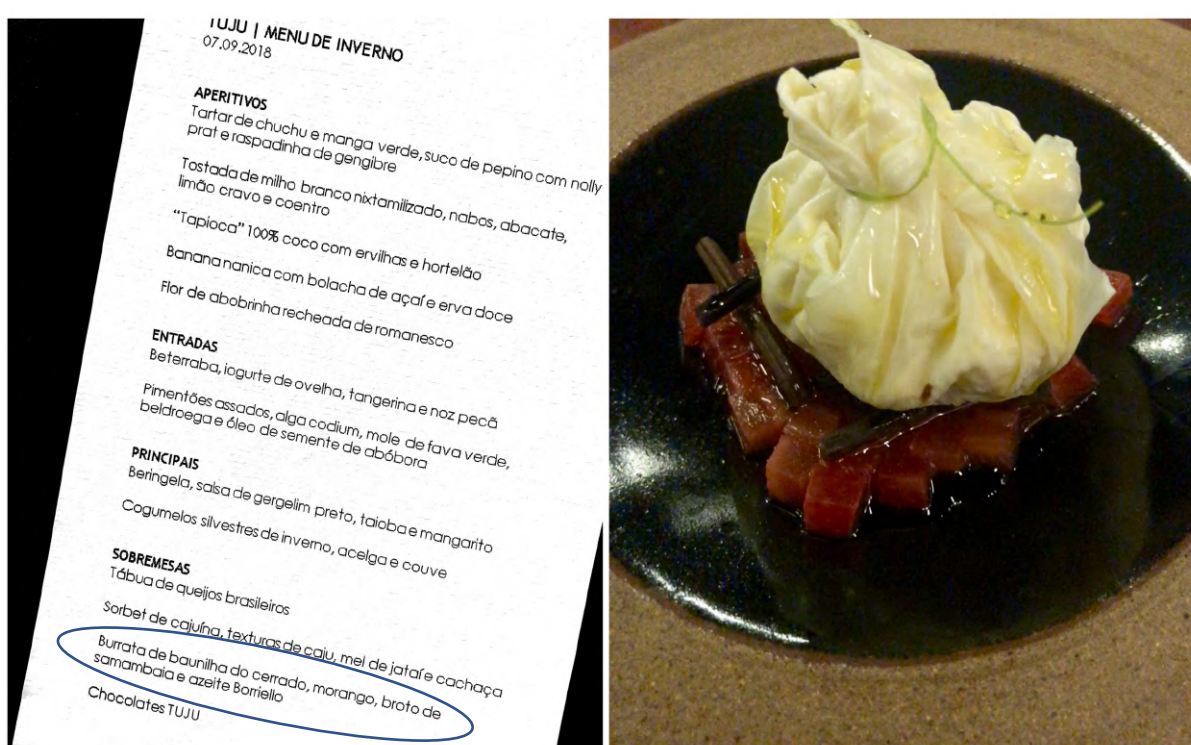 TUJU | MENU DE INVERNO
07.09.2018
APERITIVOS
Tartar de chuchu e manga verde, suco de pepino com nolly
prat e raspadinha de gengibre
Tostada de milho branco nixtamilizado, nabos, abacate,
limão cravo e coentro
“Tapioca” 100% coco com ervilhas e hortelão
Banana nanica com bolacha de açaí e erva doce
Flor de abobrinha recheada de romanesco
ENTRADAS
Beterraba, iogurte de ovelha, tangerina e noz pecã
Pimentões assados, alga codium, mole de fava verde,
beldroega e óleo de semente de abóbora
PRINCIPAIS
Beringela, salsa de gergelim preto, taioba e mangarito
Cogumelos silvestres de inverno, acelga e couve
SOBREMESAS
Tábua de queijos brasileiros
Sorbet de cajuína, texturas de caju, mel de jataí e cachaça
Burrata de baunilha do cerrado, morango, broto de
samambaia e azeite Borriello
Chocolates TUJU